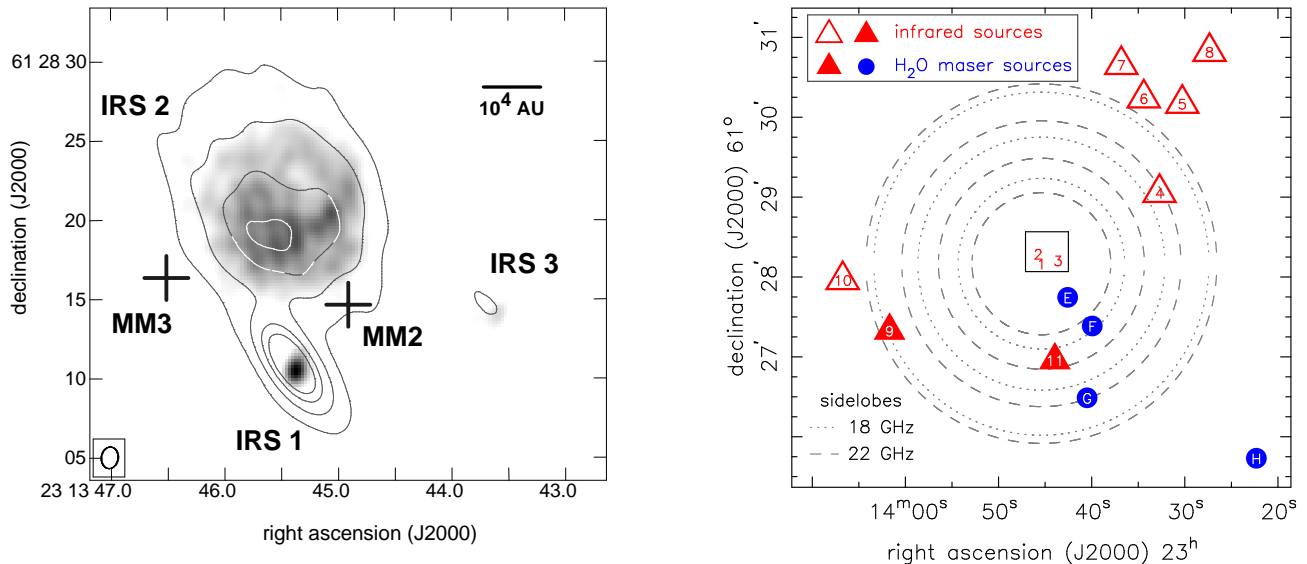 61 28 30
25
20
15
10
05
declination (J2000)
IRS 2
10⁴ AU
IRS 3
MM3
MM2
IRS 1
23 13 47.0
46.0
45.0
44.0
43.0
right ascension (J2000)
infrared sources
H₂O maser sources
31'
30'
29'
28'
27'
declination (J2000) 61°
8
7
6
5
4
2
3
1
10
E
F
9
11
G
H
sidelobes
18 GHz
22 GHz
14ᵐ00ˢ
50ˢ
40ˢ
30ˢ
20ˢ
right ascension (J2000) 23ʰ